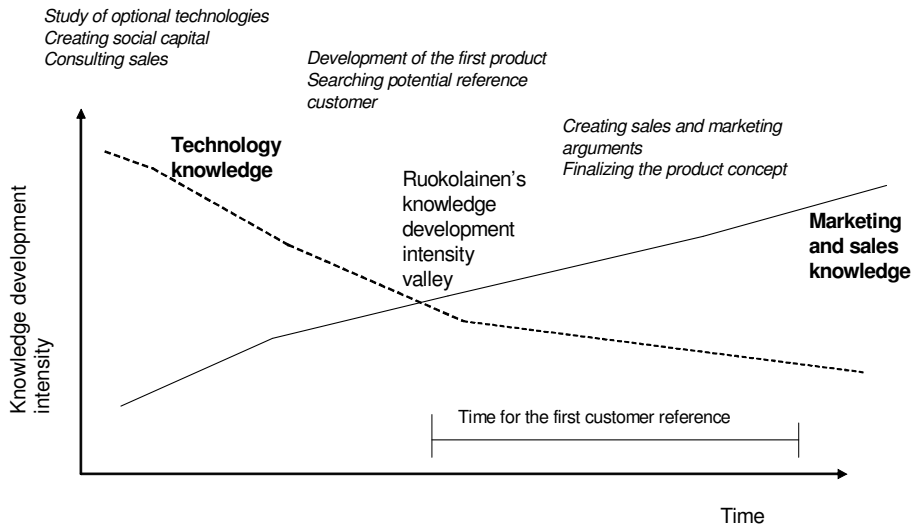 Study of optional technologies
Creating social capital
Consulting sales
Development of the first product
Searching potential reference
customer
Creating sales and marketing
arguments
Finalizing the product concept
Technology
knowledge
Ruokolainen's
knowledge
development
intensity
valley
Marketing
and sales
knowledge
Knowledge development
intensity
Time for the first customer reference
Time